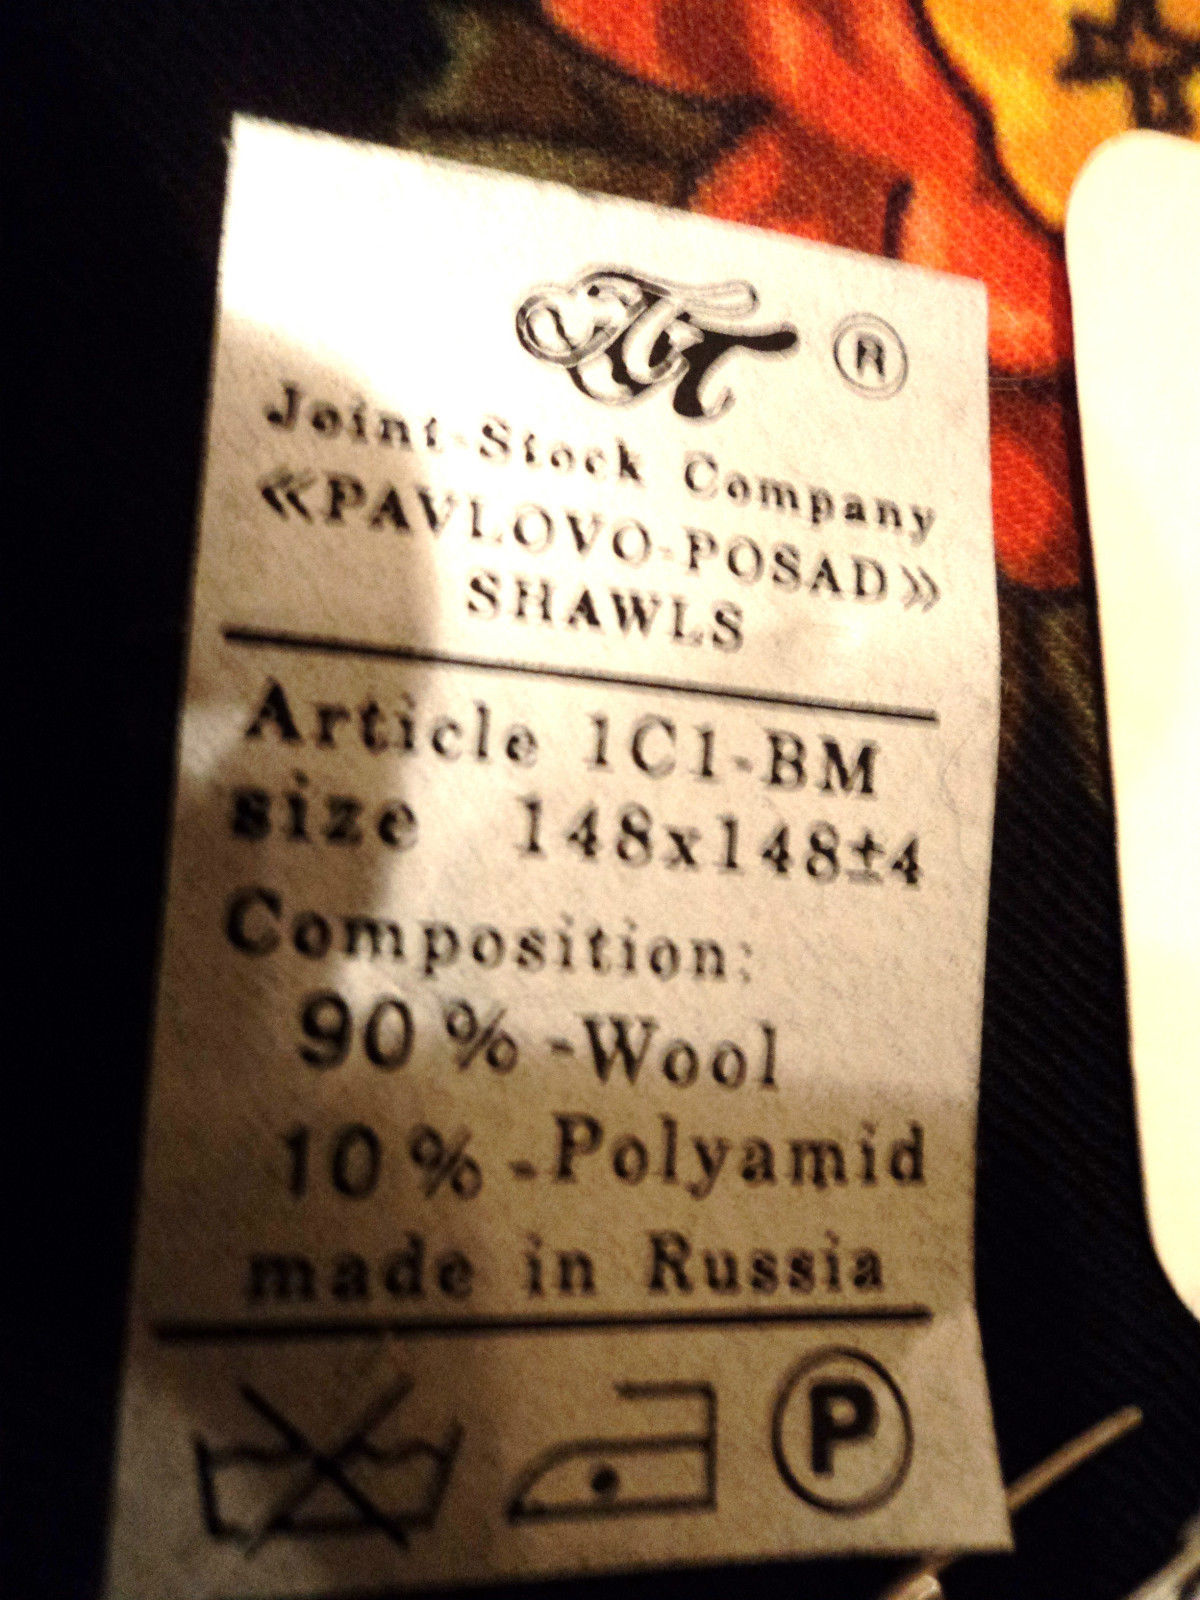 ®
Joint-Stock Company
«PAVLOVO-POSAD»
SHAWLS
Article 1C1-BM
size 148x148±4
Composition:
90% -Wool
10% -Polyamid
made in Russia
P